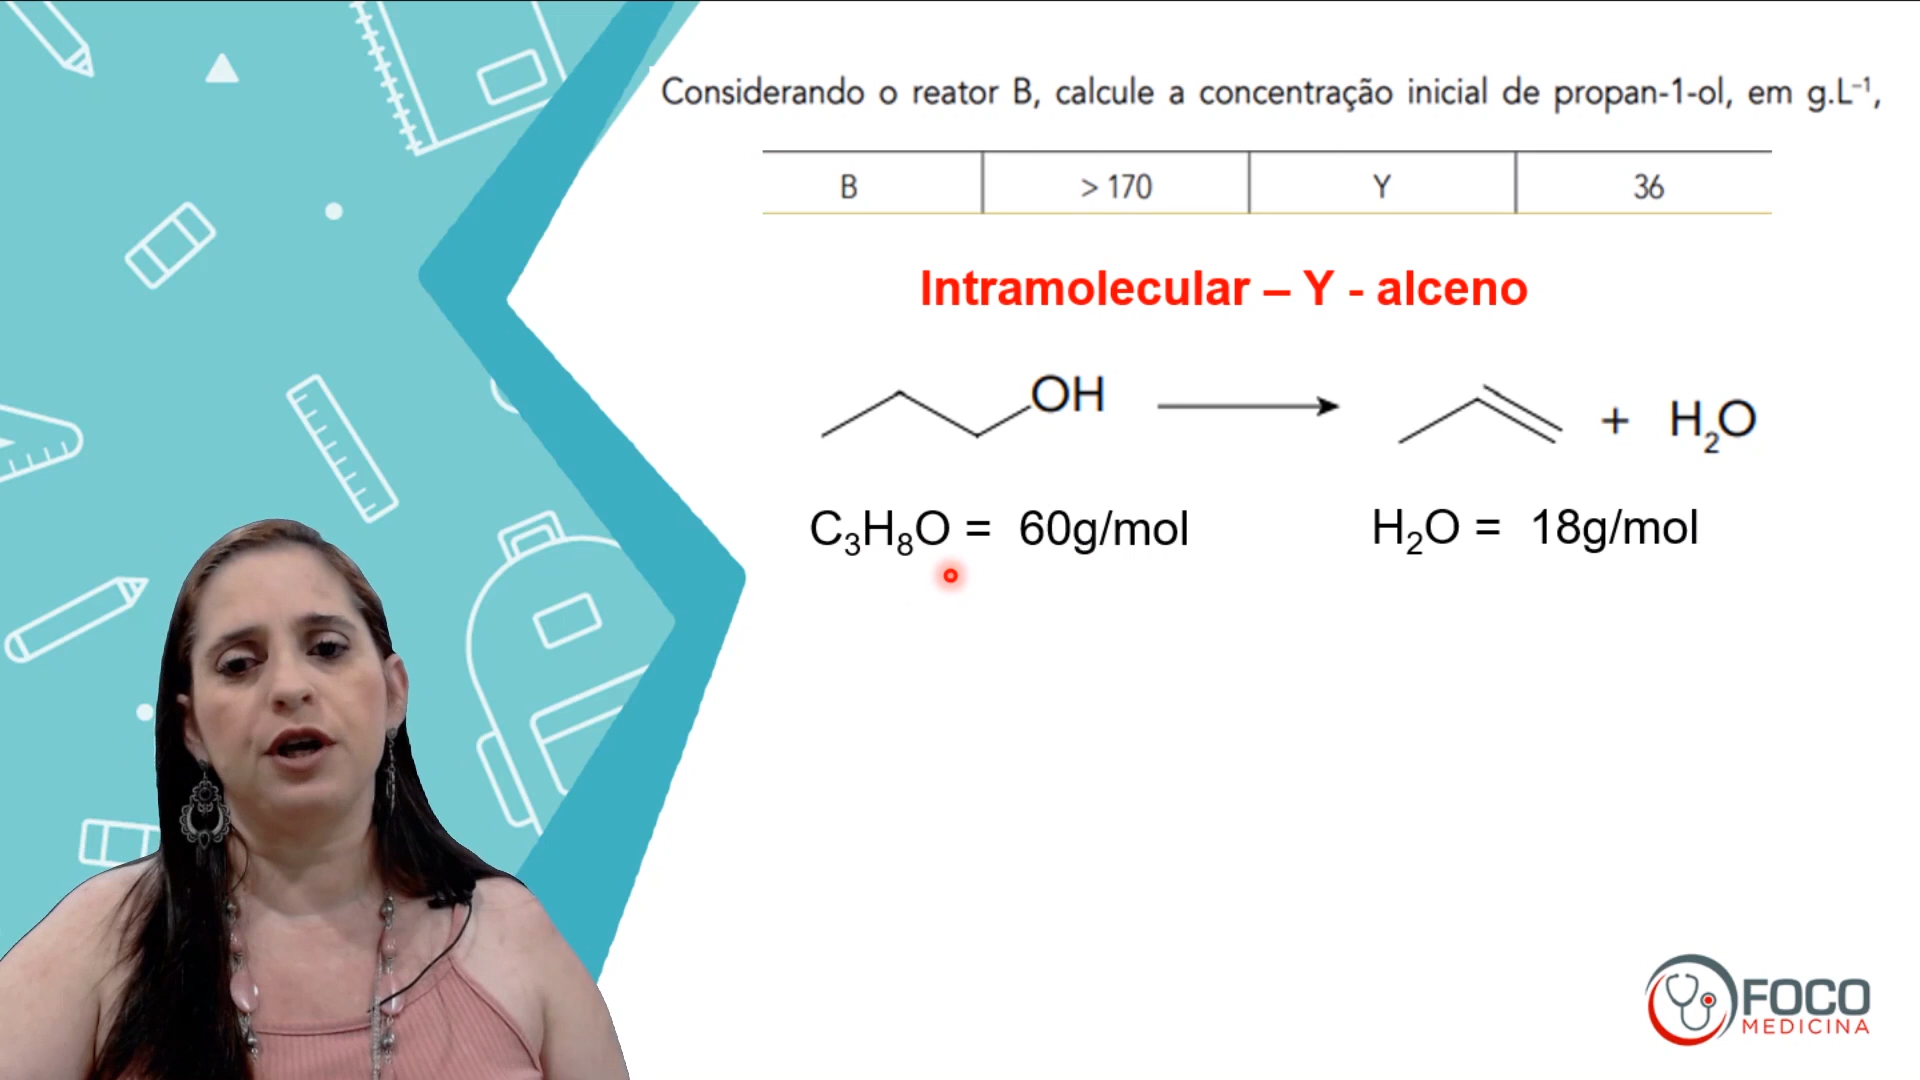 Considerando o reator B, calcule a concentração inicial de propan-1-ol, em g.L⁻¹,
B > 170 Y 36
Intramolecular – Y - alceno
OH + H₂O
C₃H₈O = 60g/mol H₂O = 18g/mol
FOCO
MEDICINA